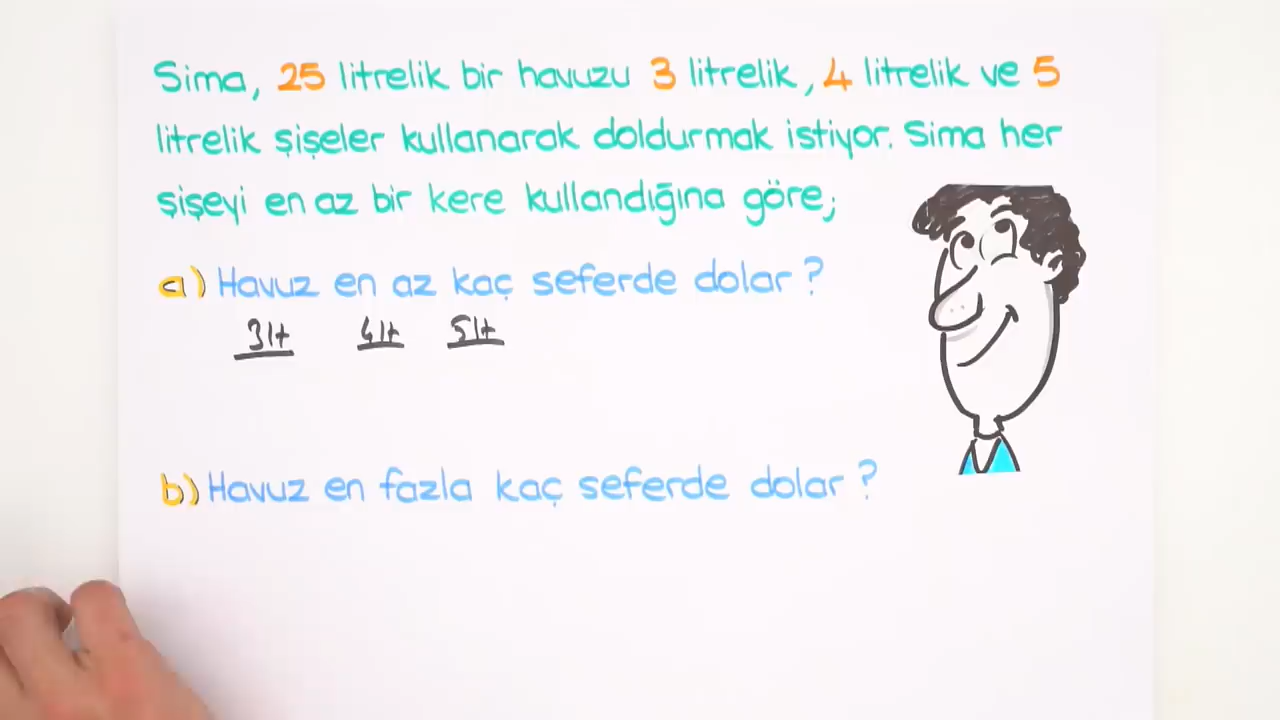 Sima, 25 litrelik bir havuzu 3 litrelik, 4 litrelik ve 5
litrelik şişeler kullanarak doldurmak istiyor. Sima her
şişeyi en az bir kere kullandığına göre;
a) Havuz en az kaç seferde dolar?
3lt 4lt 5lt
b) Havuz en fazla kaç seferde dolar?